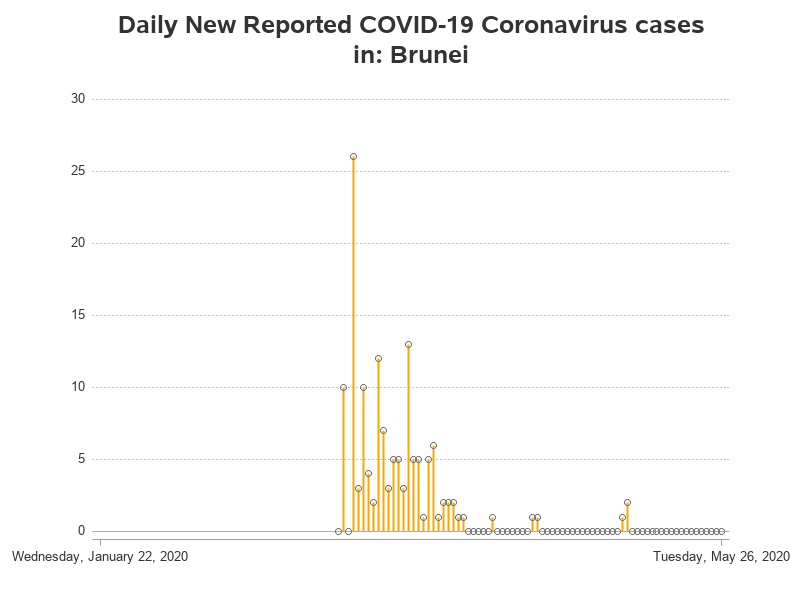 Daily New Reported COVID-19 Coronavirus cases
in: Brunei
30
25
20
15
10
5
0
Wednesday, January 22, 2020
Tuesday, May 26, 2020